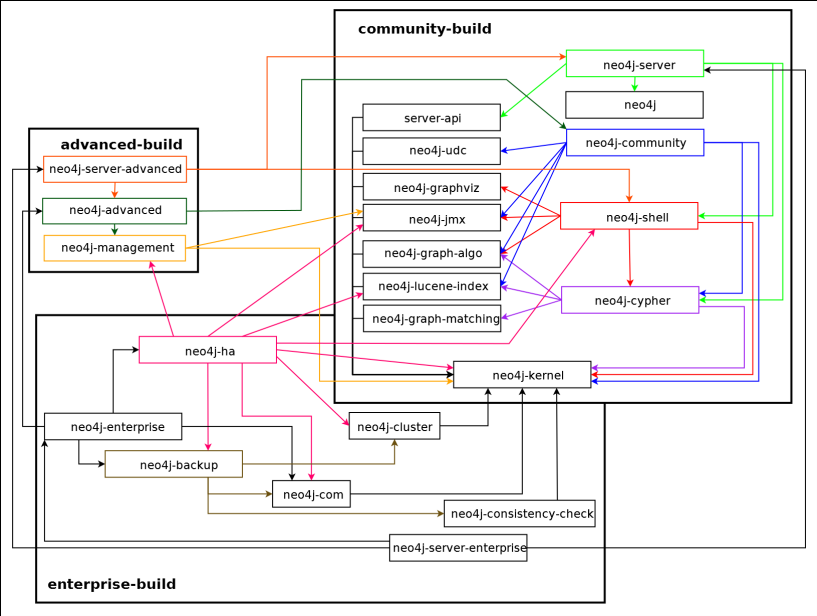 community-build
neo4j-server
neo4j
server-api
neo4j-community
neo4j-udc
advanced-build
neo4j-server-advanced
neo4j-graphviz
neo4j-advanced
neo4j-jmx
neo4j-shell
neo4j-management
neo4j-graph-algo
neo4j-lucene-index
neo4j-cypher
neo4j-graph-matching
neo4j-ha
neo4j-kernel
neo4j-enterprise
neo4j-cluster
neo4j-backup
neo4j-com
neo4j-consistency-check
neo4j-server-enterprise
enterprise-build